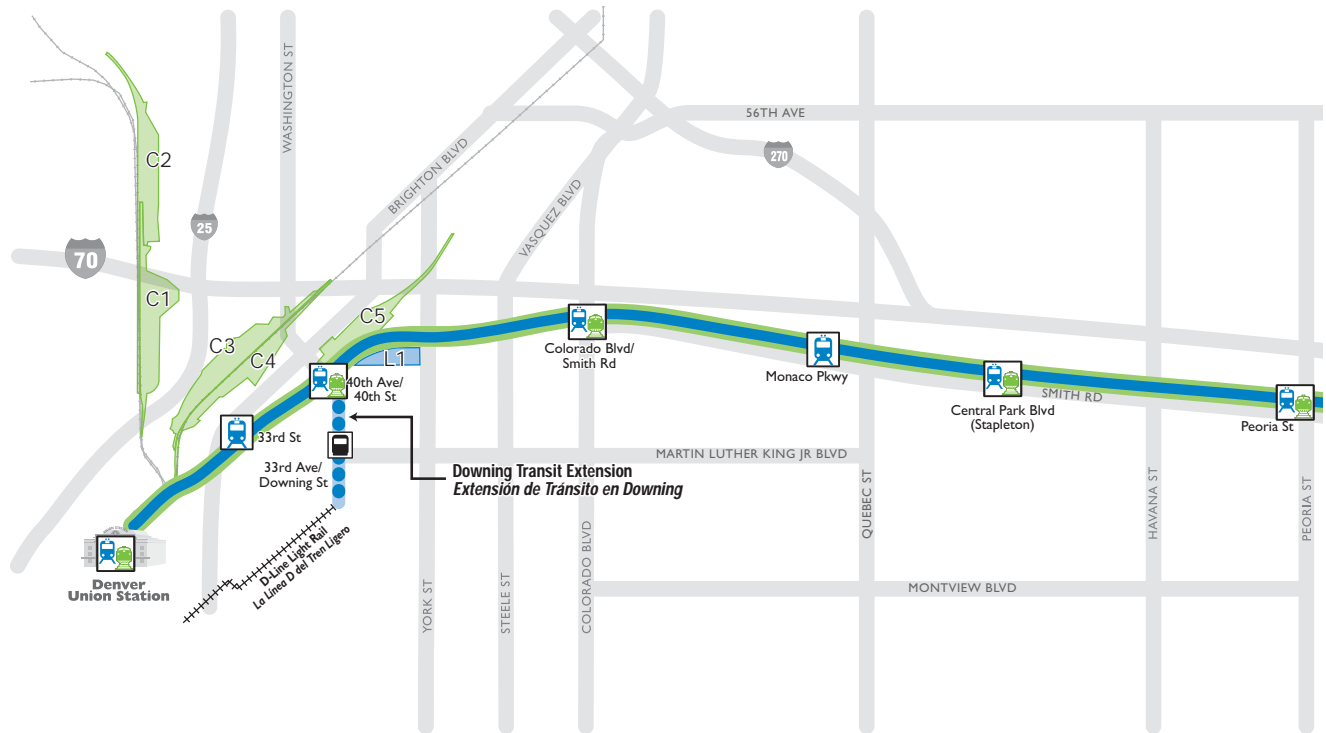 WASHINGTON ST
56TH AVE
C2
BRIGHTON BLVD
270
VASQUEZ BLVD
25
70
C1
C5
C3
C4
L1
Colorado Blvd/
Smith Rd
Monaco Pkwy
40th Ave/
40th St
SMITH RD
Central Park Blvd
(Stapleton)
Peoria St
33rd St
MARTIN LUTHER KING JR BLVD
33rd Ave/
Downing St
Downing Transit Extension
Extensión de Tránsito en Downing
QUEBEC ST
HAVANA ST
PEORIA ST
D-Line Light Rail
La Línea D del Tren Ligero
Denver
Union Station
YORK ST
STEELE ST
COLORADO BLVD
MONTVIEW BLVD